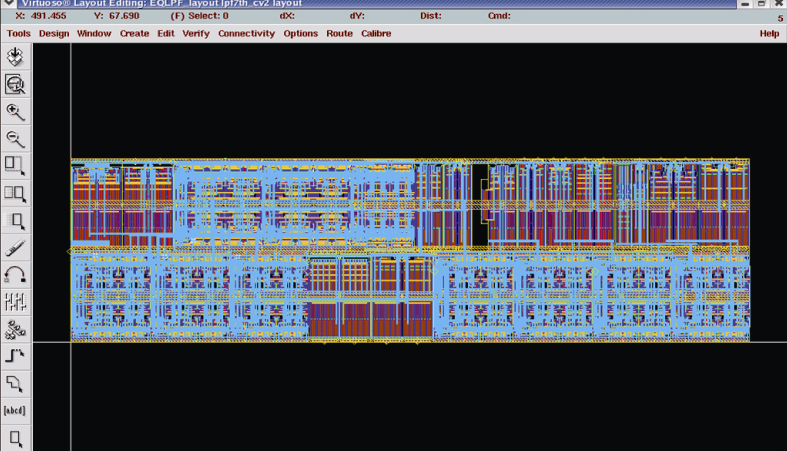 Virtuoso® Layout Editing: EQLPF_layout lpf7th_cv2 layout
X: 491.455 Y: 67.690 (F) Select: 0 dX: dY: Dist: Cmd: 5
Tools Design Window Create Edit Verify Connectivity Options Route Calibre Help
[abcd]